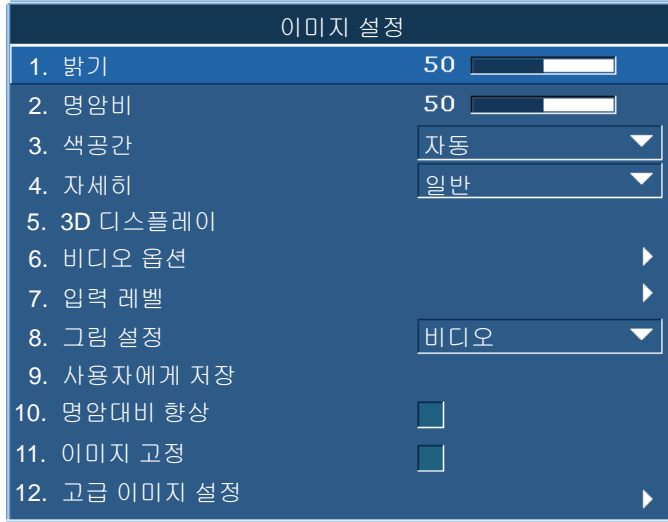 이미지 설정
1. 밝기 50
2. 명암비 50
3. 색공간 자동
4. 자세히 일반
5. 3D 디스플레이
6. 비디오 옵션
7. 입력 레벨
8. 그림 설정 비디오
9. 사용자에게 저장
10. 명암대비 향상
11. 이미지 고정
12. 고급 이미지 설정